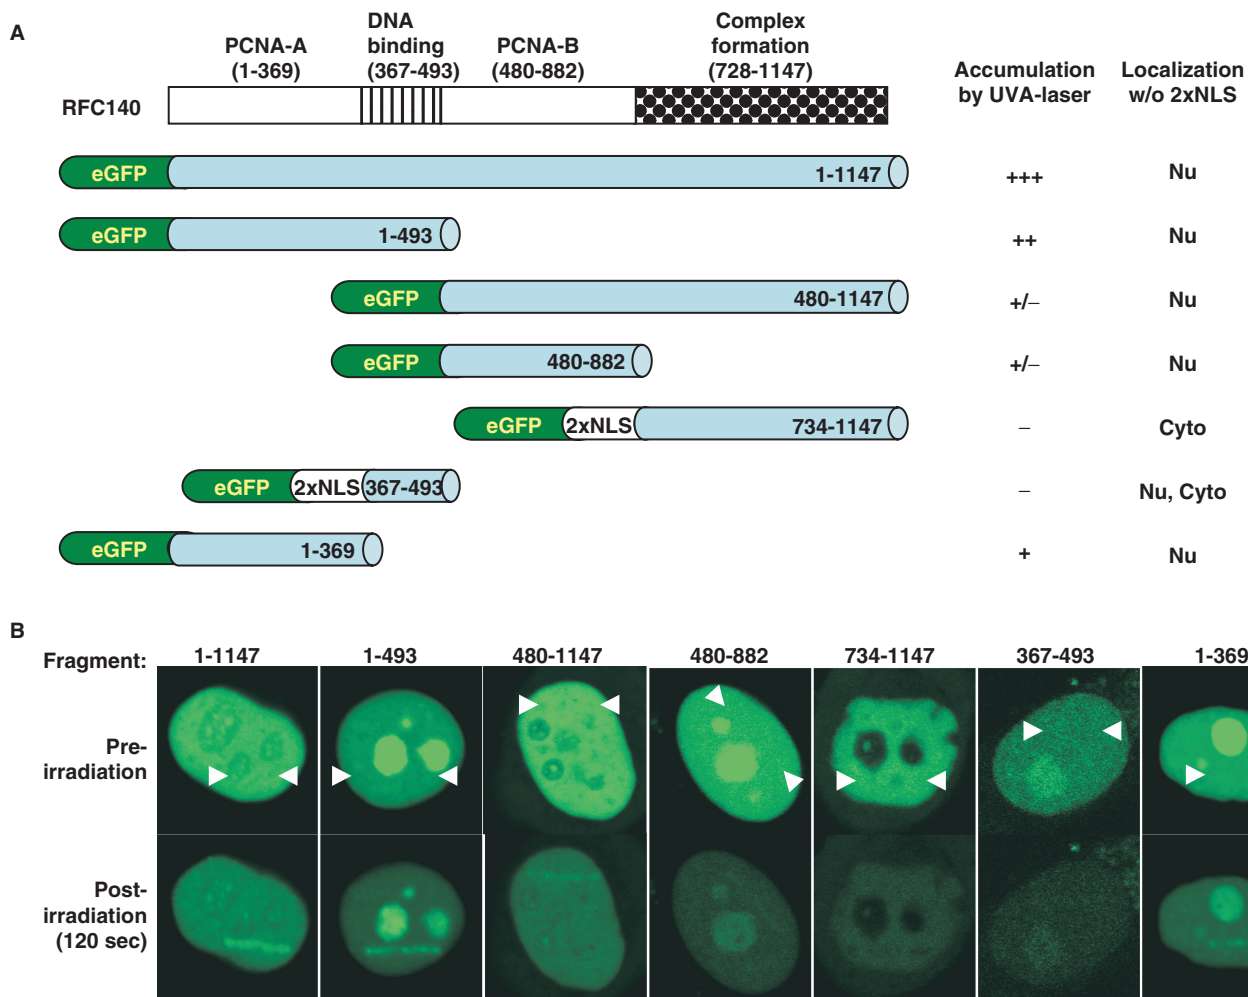 A
PCNA-A
(1-369)
DNA
binding
(367-493)
PCNA-B
(480-882)
Complex
formation
(728-1147)
Accumulation
by UVA-laser
Localization
w/o 2xNLS
RFC140
eGFP 1-1147 +++ Nu
eGFP 1-493 ++ Nu
eGFP 480-1147 +/− Nu
eGFP 480-882 +/− Nu
eGFP 2xNLS 734-1147 − Cyto
eGFP 2xNLS 367-493 − Nu, Cyto
eGFP 1-369 + Nu
B
Fragment: 1-1147 1-493 480-1147 480-882 734-1147 367-493 1-369
Pre-
irradiation
Post-
irradiation
(120 sec)